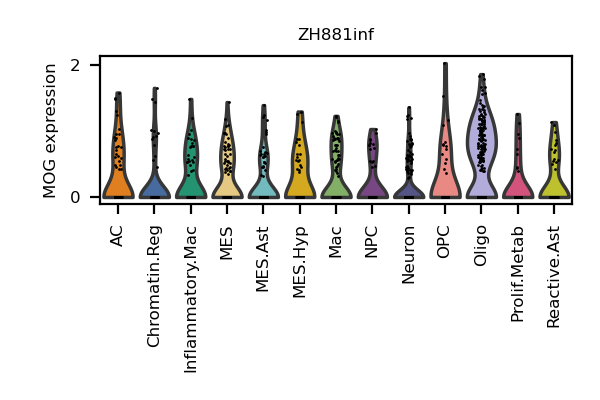 ZH881inf
MOG expression
2
0
AC
Chromatin.Reg
Inflammatory.Mac
MES
MES.Ast
MES.Hyp
Mac
NPC
Neuron
OPC
Oligo
Prolif.Metab
Reactive.Ast